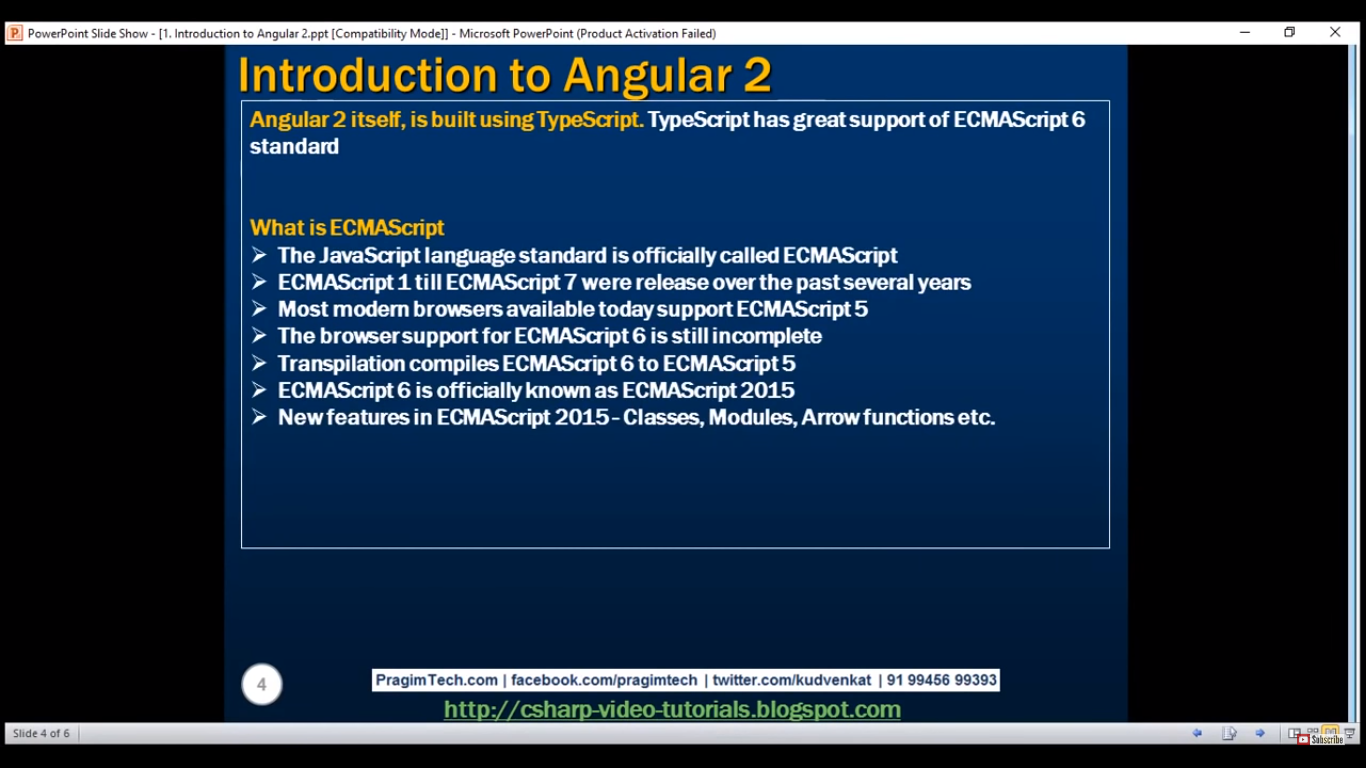 PowerPoint Slide Show - [1. Introduction to Angular 2.ppt [Compatibility Mode]] - Microsoft PowerPoint (Product Activation Failed)
Introduction to Angular 2
Angular 2 itself, is built using TypeScript. TypeScript has great support of ECMAScript 6
standard
What is ECMAScript
The JavaScript language standard is officially called ECMAScript
ECMAScript 1 till ECMAScript 7 were release over the past several years
Most modern browsers available today support ECMAScript 5
The browser support for ECMAScript 6 is still incomplete
Transpilation compiles ECMAScript 6 to ECMAScript 5
ECMAScript 6 is officially known as ECMAScript 2015
New features in ECMAScript 2015 - Classes, Modules, Arrow functions etc.
4
PragimTech.com | facebook.com/pragimtech | twitter.com/kudvenkat | 91 99456 99393
http://csharp-video-tutorials.blogspot.com
Slide 4 of 6
Subscribe